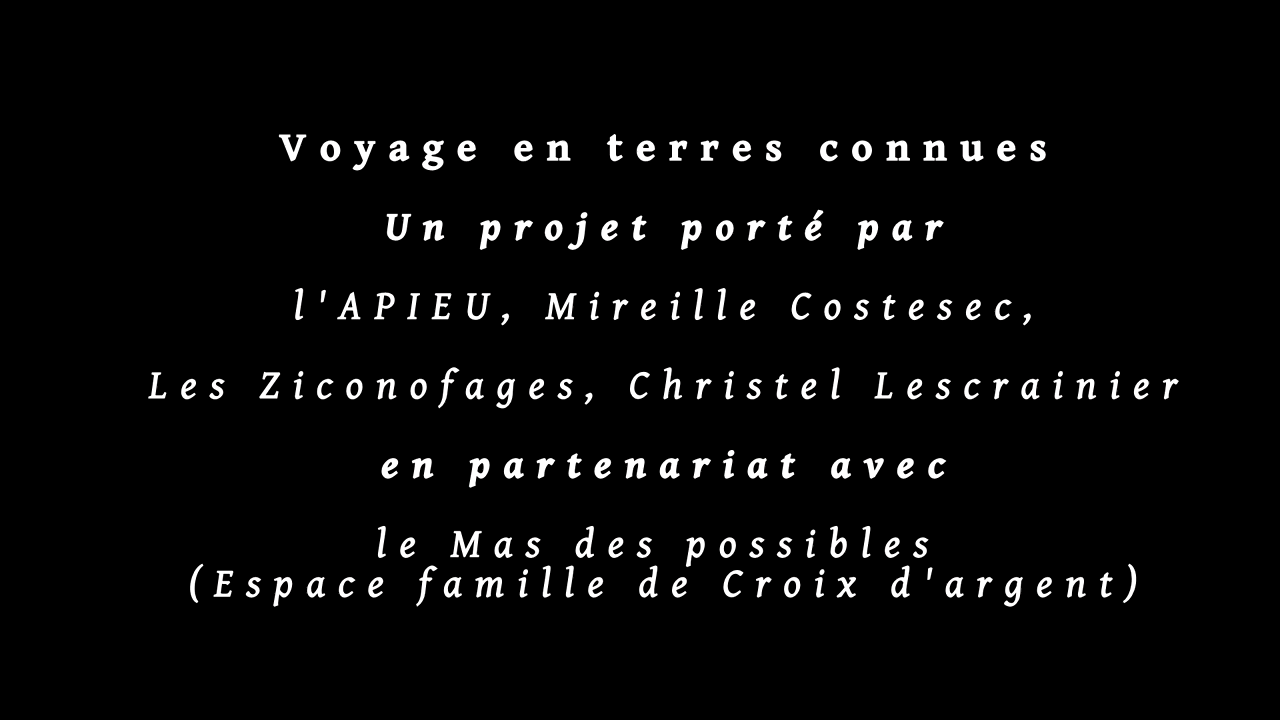 Voyage en terres connues
Un projet porté par
l'APIEU, Mireille Costesec,
Les Ziconofages, Christel Lescrainier
en partenariat avec
le Mas des possibles
(Espace famille de Croix d'argent)